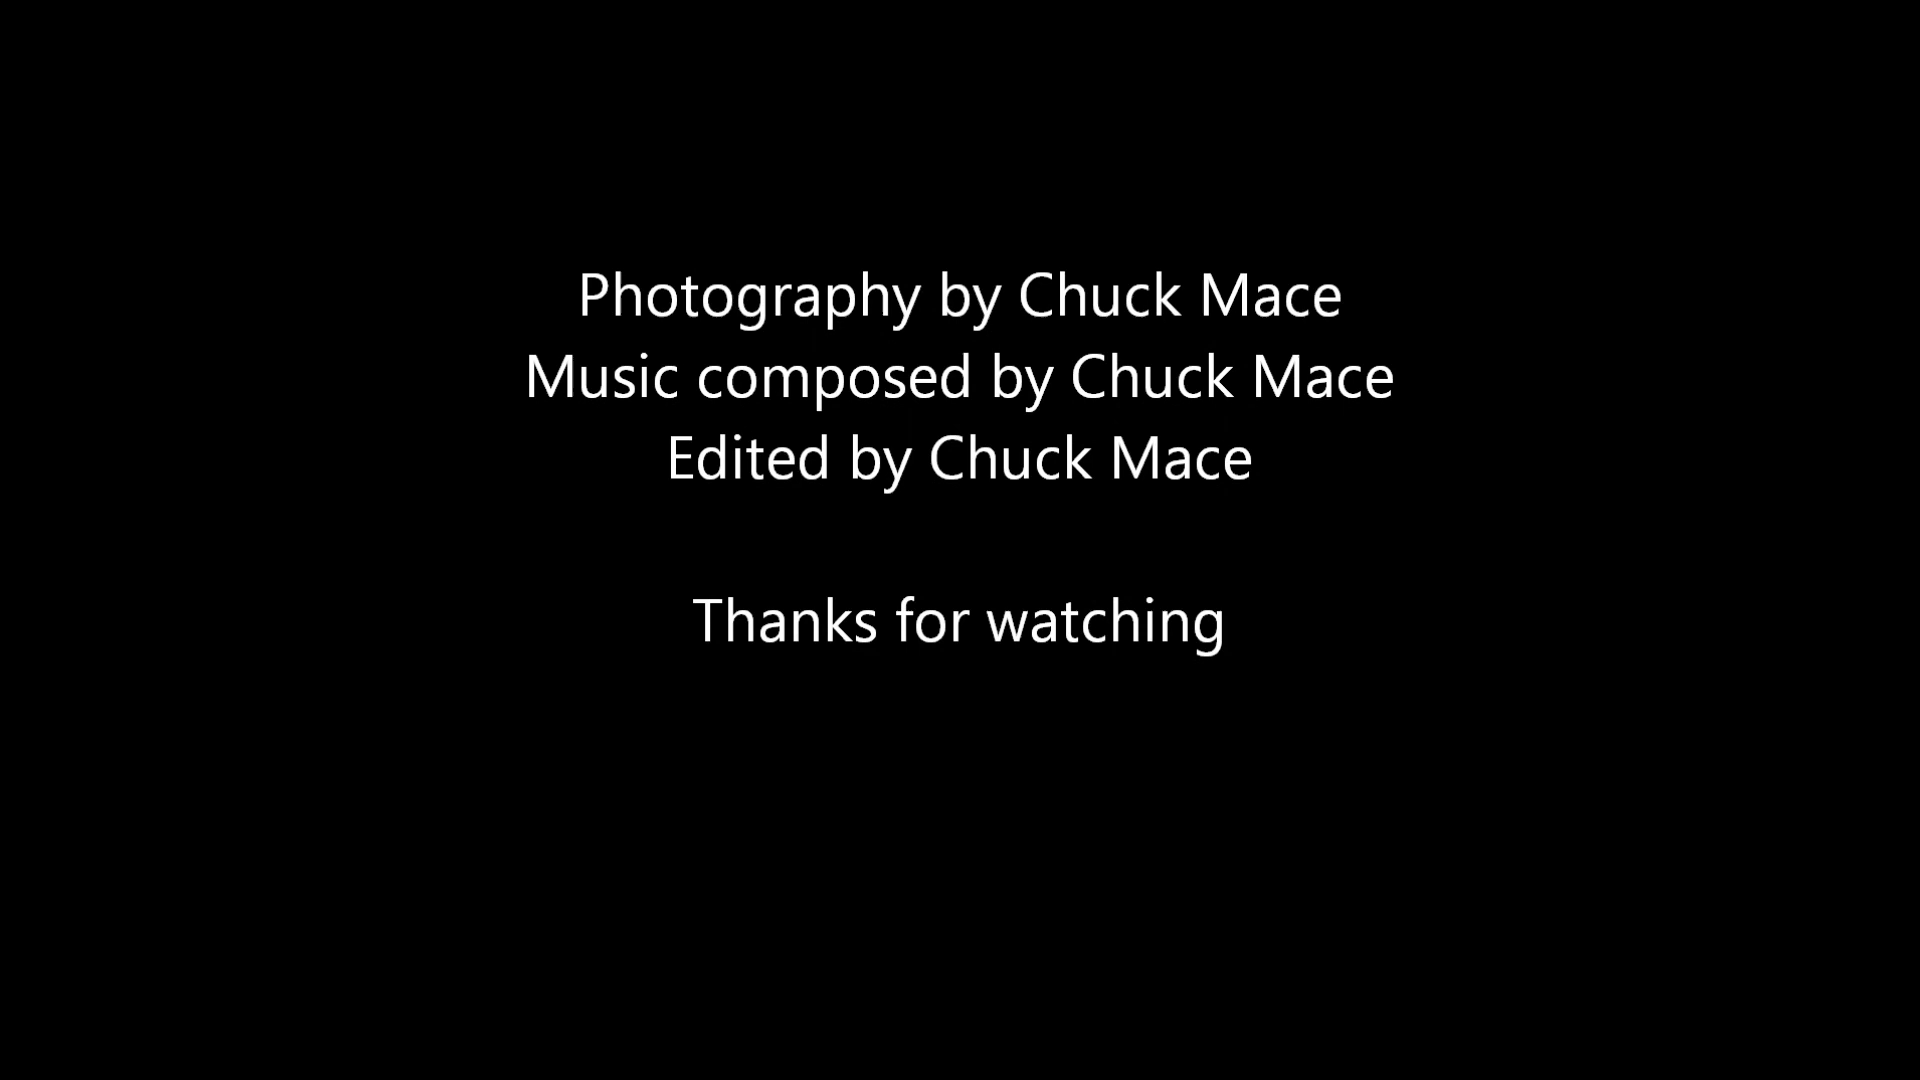 Photography by Chuck Mace
Music composed by Chuck Mace
Edited by Chuck Mace
Thanks for watching